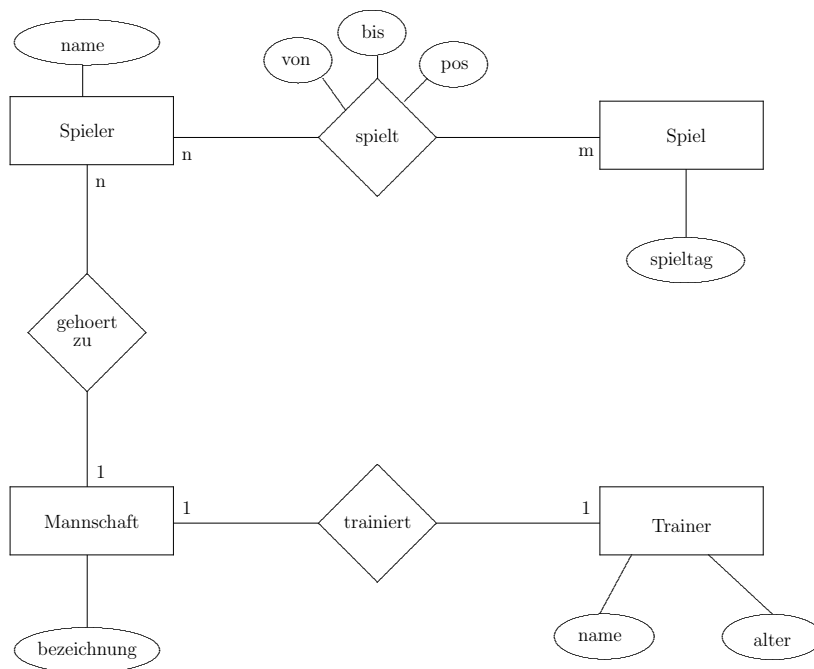 name
von
bis
pos
Spieler
spielt
Spiel
n
m
n
spieltag
gehoert
zu
1
Mannschaft
1
trainiert
1
Trainer
bezeichnung
name
alter